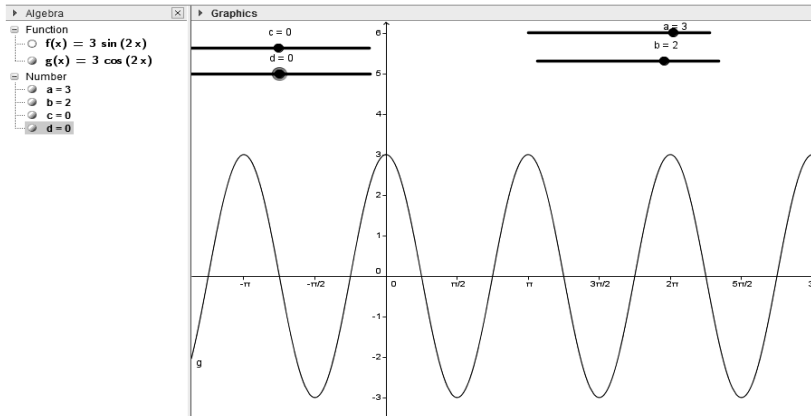 Algebra
Function
f(x) = 3 sin (2 x)
g(x) = 3 cos (2 x)
Number
a = 3
b = 2
c = 0
d = 0
Graphics
c = 0
d = 0
a = 3
b = 2
6
5
4
3
2
1
0
-1
-2
-3
-π
-π/2
0
π/2
π
3π/2
2π
5π/2
3
g